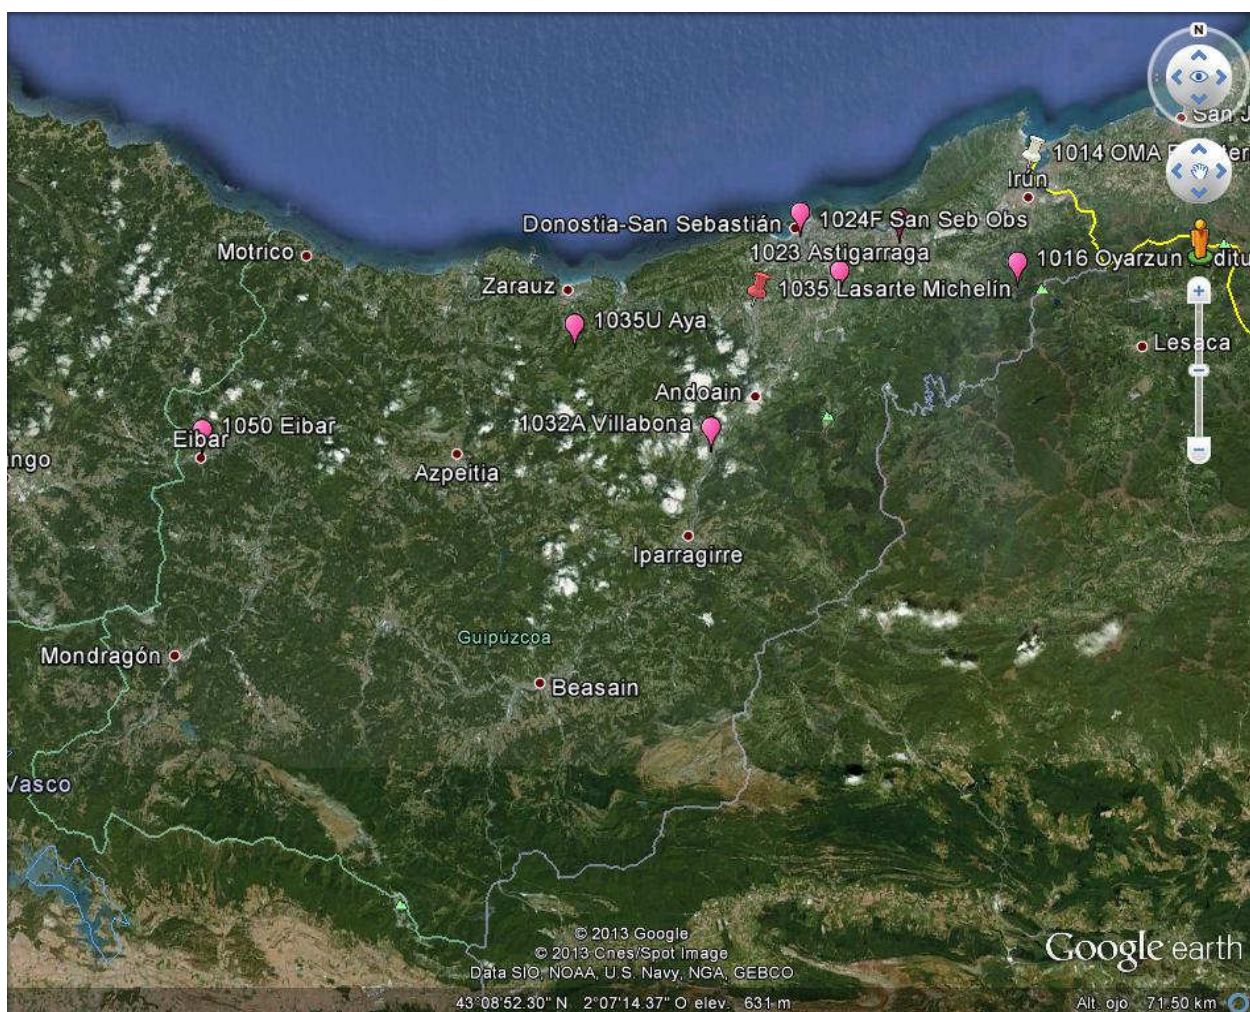 N
San J
1014 OMA F
Irún
Donostia-San Sebastián
1024F San Seb Obs
Motrico
1023 Astigarraga
1016 Oyarzun
ditu
Zarauz
1035 Lasarte Michelín
1035U Aya
Lesaca
Andoain
1032A Villabona
1050 Eibar
Eibar
ngo
Azpeitia
Iparragirre
Guipúzcoa
Mondragón
Beasain
Vasco
© 2013 Google
© 2013 Cnes/Spot Image
Data SIO, NOAA, U.S. Navy, NGA, GEBCO
Google earth
43°08'52.30" N 2°07'14.37" O elev. 631 m
Alt. ojo 71.50 km